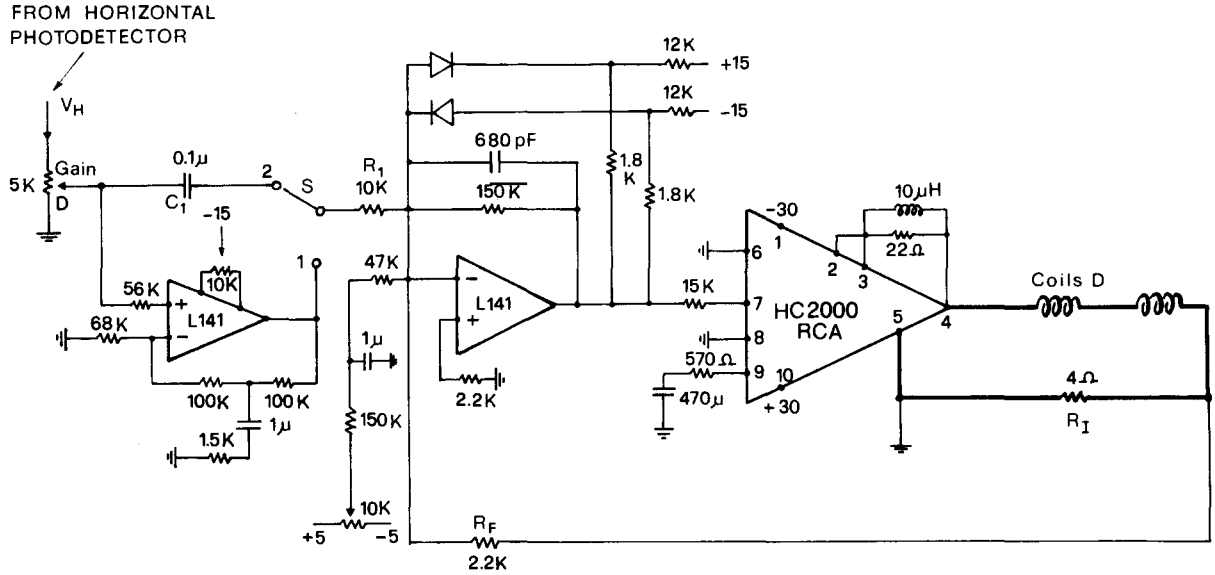 FROM HORIZONTAL
PHOTODETECTOR
V_H
5K
Gain
D
0.1μ
C_1
2
S
R_1
10K
-15
10K
1
56K
68K
+
L141
-
100K
100K
1μ
1.5K
47K
1μ
150K
10K
+5
-5
12K
+15
12K
-15
680 pF
150K
1.8
K
1.8K
-
L141
+
2.2K
15K
-30
1
6
2
3
10μH
22Ω
7
HC2000
RCA
5
4
8
570Ω
9
10
470μ
+30
Coils D
4Ω
R_I
R_F
2.2K